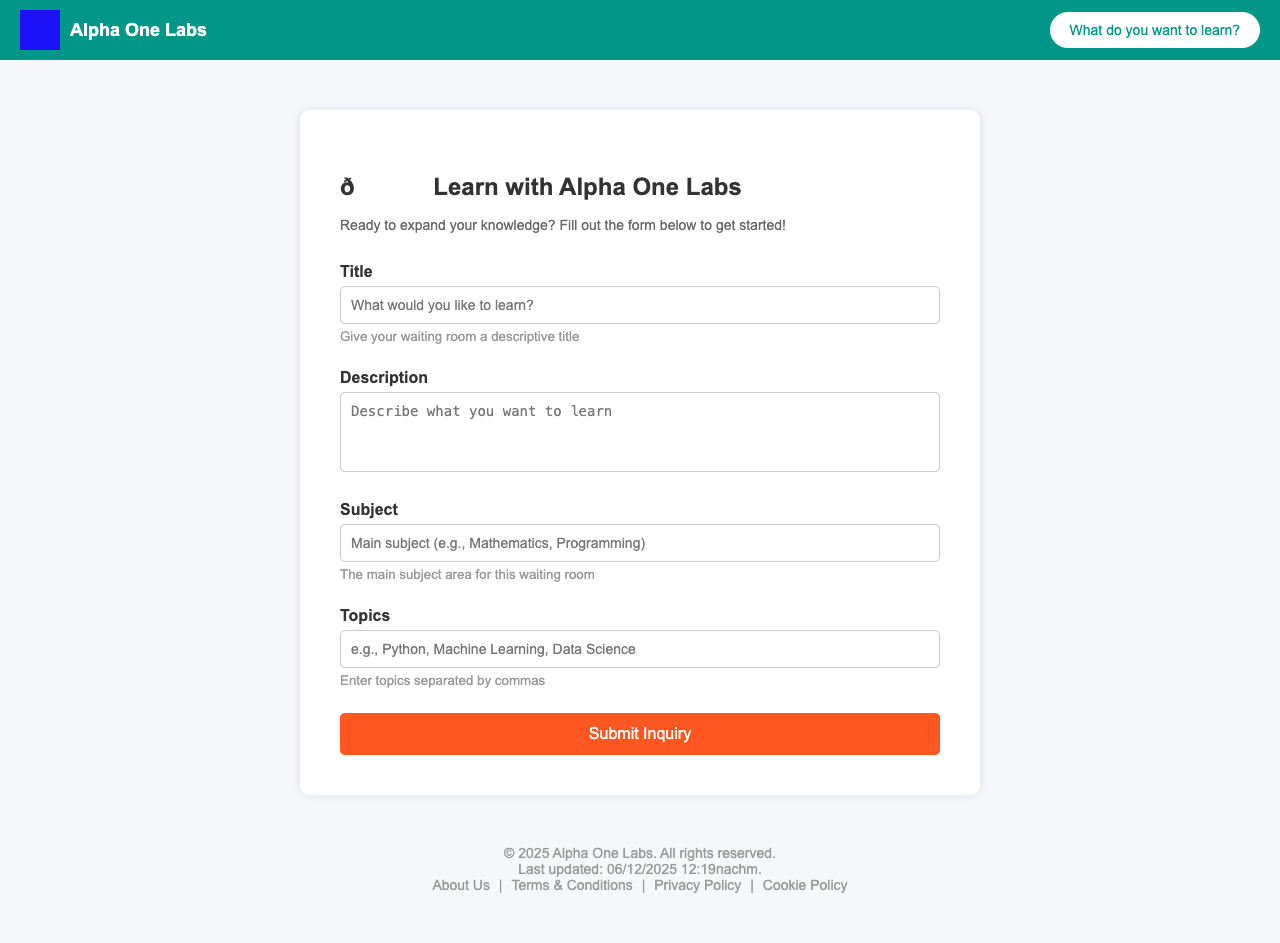 Alpha One Labs
What do you want to learn?
ð Learn with Alpha One Labs
Ready to expand your knowledge? Fill out the form below to get started!
Title
What would you like to learn?
Give your waiting room a descriptive title
Description
Describe what you want to learn
Subject
Main subject (e.g., Mathematics, Programming)
The main subject area for this waiting room
Topics
e.g., Python, Machine Learning, Data Science
Enter topics separated by commas
Submit Inquiry
© 2025 Alpha One Labs. All rights reserved.
Last updated: 06/12/2025 12:19nachm.
About Us | Terms & Conditions | Privacy Policy | Cookie Policy